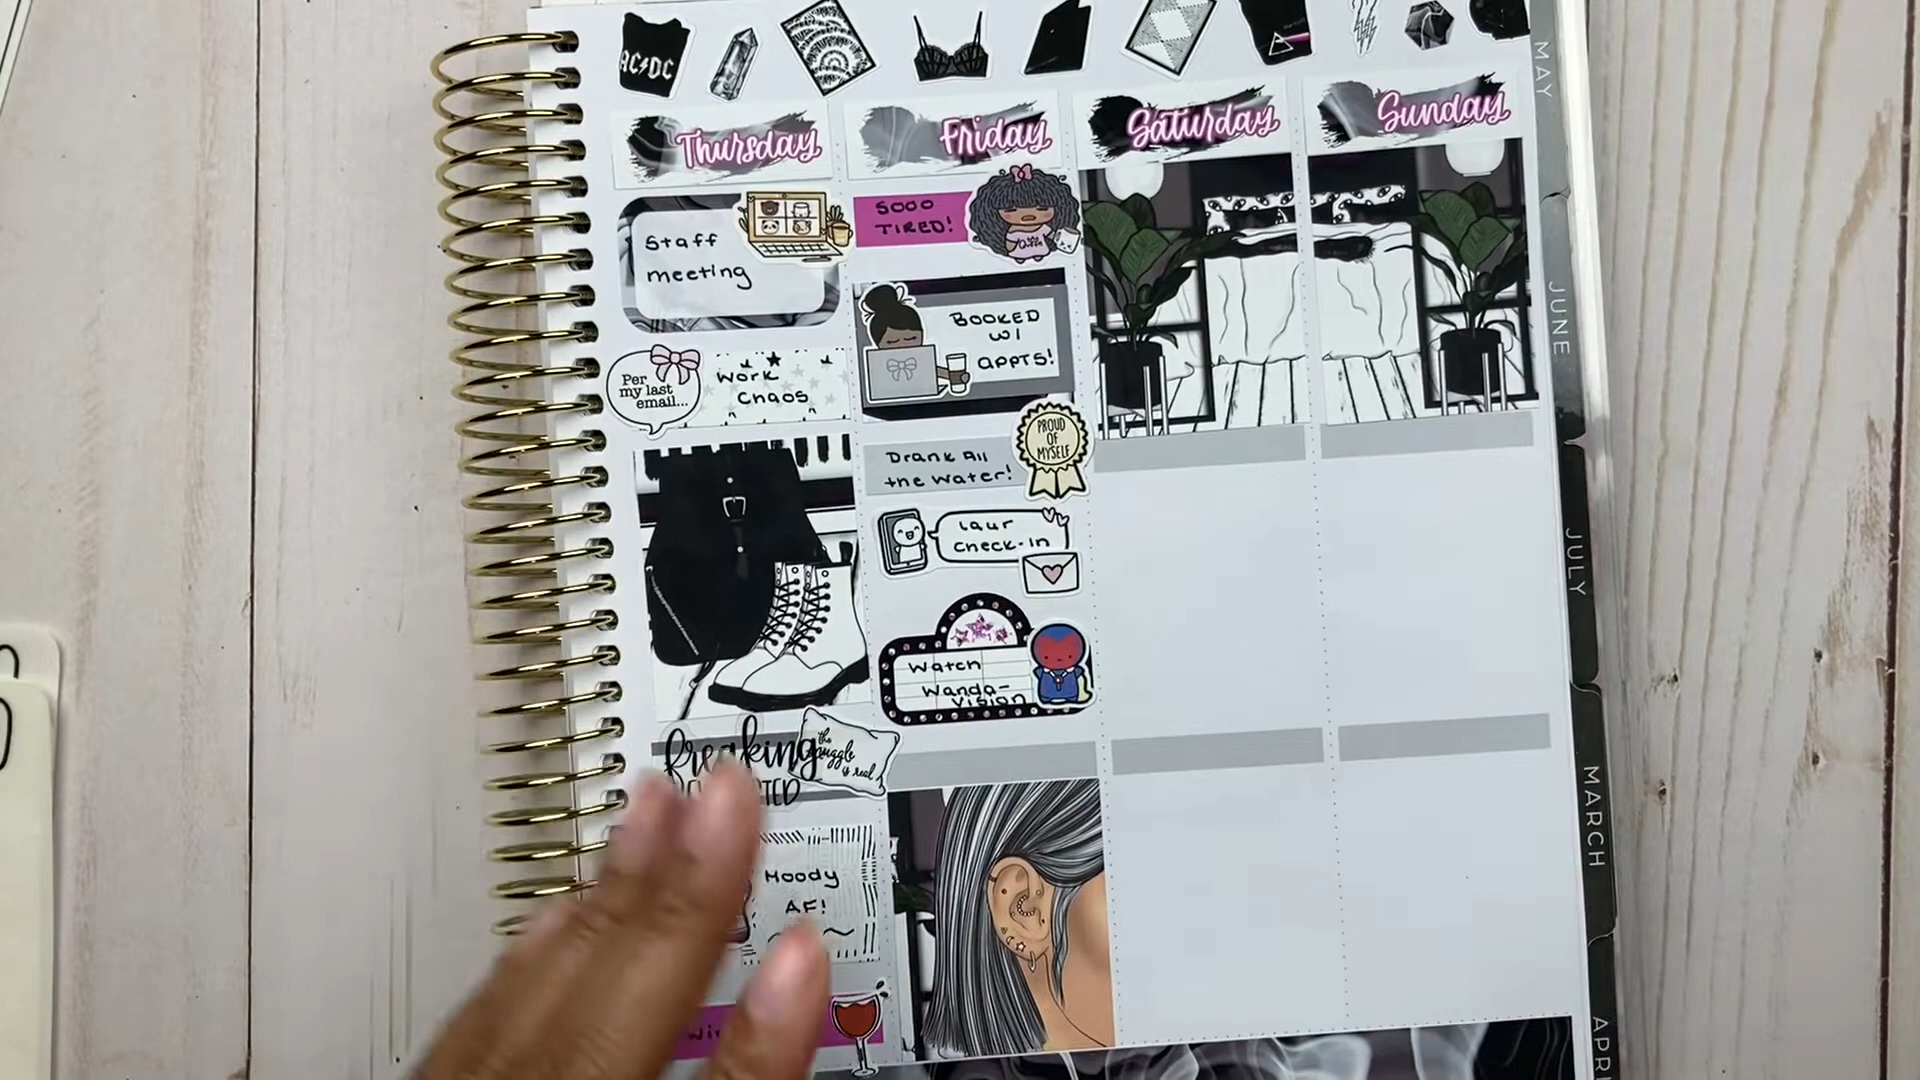 AC⚡DC
Thursday
Friday
Saturday
Sunday
Staff
meeting
Per
my last
email...
Work
Chaos
freaking
the
struggle
is real
Moody
AF!
SOOO
TIRED!
BOOKED
W/
APPTS!
Drank All
the Water!
PROUD
OF
MYSELF
Laur
Check-in
Watch
Wanda-
Vision
MAY
JUNE
JULY
MARCH